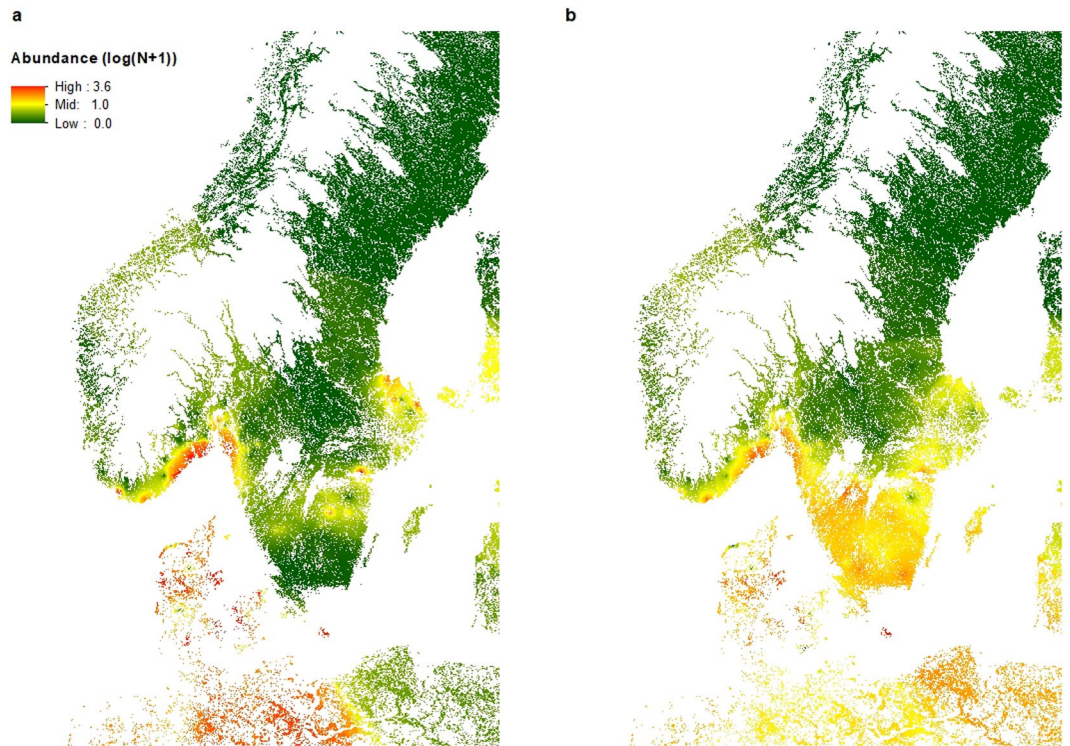 a
b
Abundance (log(N+1))
High : 3.6
Mid: 1.0
Low : 0.0